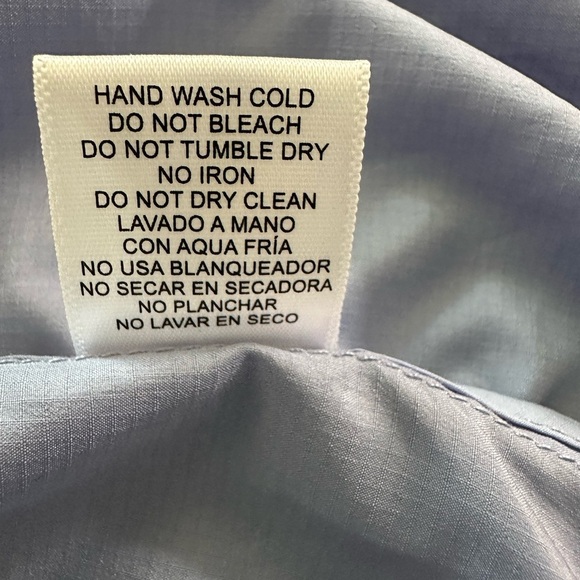 HAND WASH COLD
DO NOT BLEACH
DO NOT TUMBLE DRY
NO IRON
DO NOT DRY CLEAN
LAVADO A MANO
CON AQUA FRÍA
NO USA BLANQUEADOR
NO SECAR EN SECADORA
NO PLANCHAR
NO LAVAR EN SECO